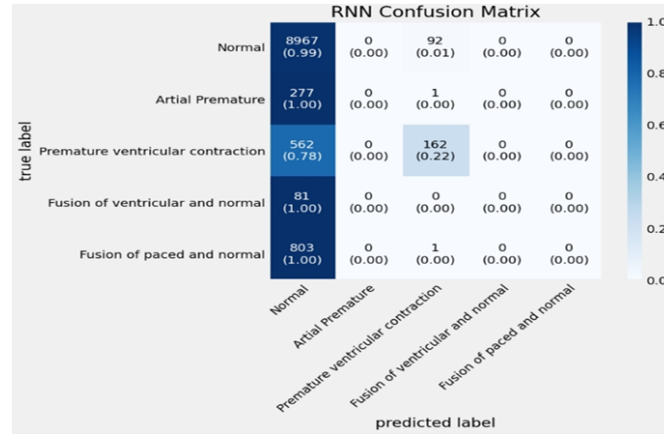 RNN Confusion Matrix
Normal 8967 0 92 0 0
(0.99) (0.00) (0.01) (0.00) (0.00)
Artial Premature 277 0 1 0 0
(1.00) (0.00) (0.00) (0.00) (0.00)
Premature ventricular contraction 562 0 162 0 0
(0.78) (0.00) (0.22) (0.00) (0.00)
Fusion of ventricular and normal 81 0 0 0 0
(1.00) (0.00) (0.00) (0.00) (0.00)
Fusion of paced and normal 803 0 1 0 0
(1.00) (0.00) (0.00) (0.00) (0.00)
true label
Normal
Artial Premature
Premature ventricular contraction
Fusion of ventricular and normal
Fusion of paced and normal
predicted label
1.0
0.8
0.6
0.4
0.2
0.0